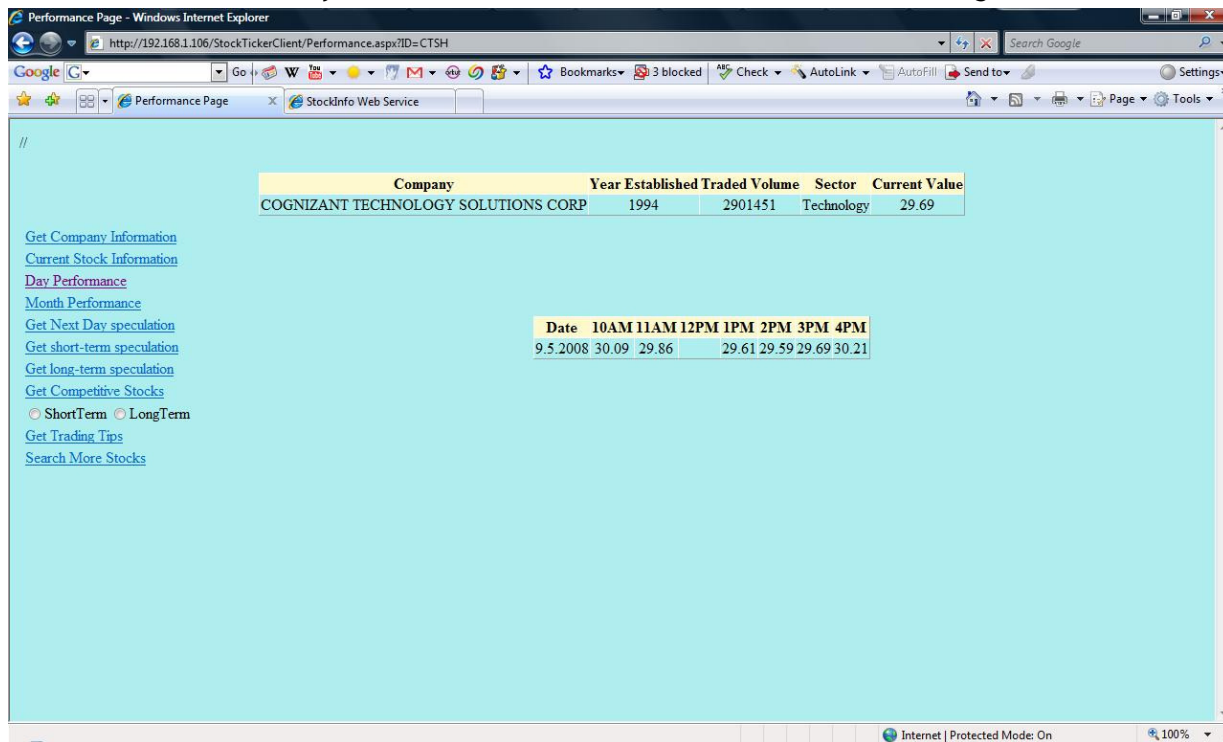 Performance Page - Windows Internet Explorer
http://192.168.1.106/StockTickerClient/Performance.aspx?ID=CTSH
Search Google
Google G Go W You Bookmarks 3 blocked ABC Check AutoLink AutoFill Send to Settings
Performance Page X StockInfo Web Service Page Tools
//
Company Year Established Traded Volume Sector Current Value
COGNIZANT TECHNOLOGY SOLUTIONS CORP 1994 2901451 Technology 29.69
Get Company Information
Current Stock Information
Day Performance
Month Performance
Get Next Day speculation
Get short-term speculation
Get long-term speculation
Get Competitive Stocks
ShortTerm LongTerm
Get Trading Tips
Search More Stocks
Date 10AM 11AM 12PM 1PM 2PM 3PM 4PM
9.5.2008 30.09 29.86 29.61 29.59 29.69 30.21
Internet | Protected Mode: On 100%